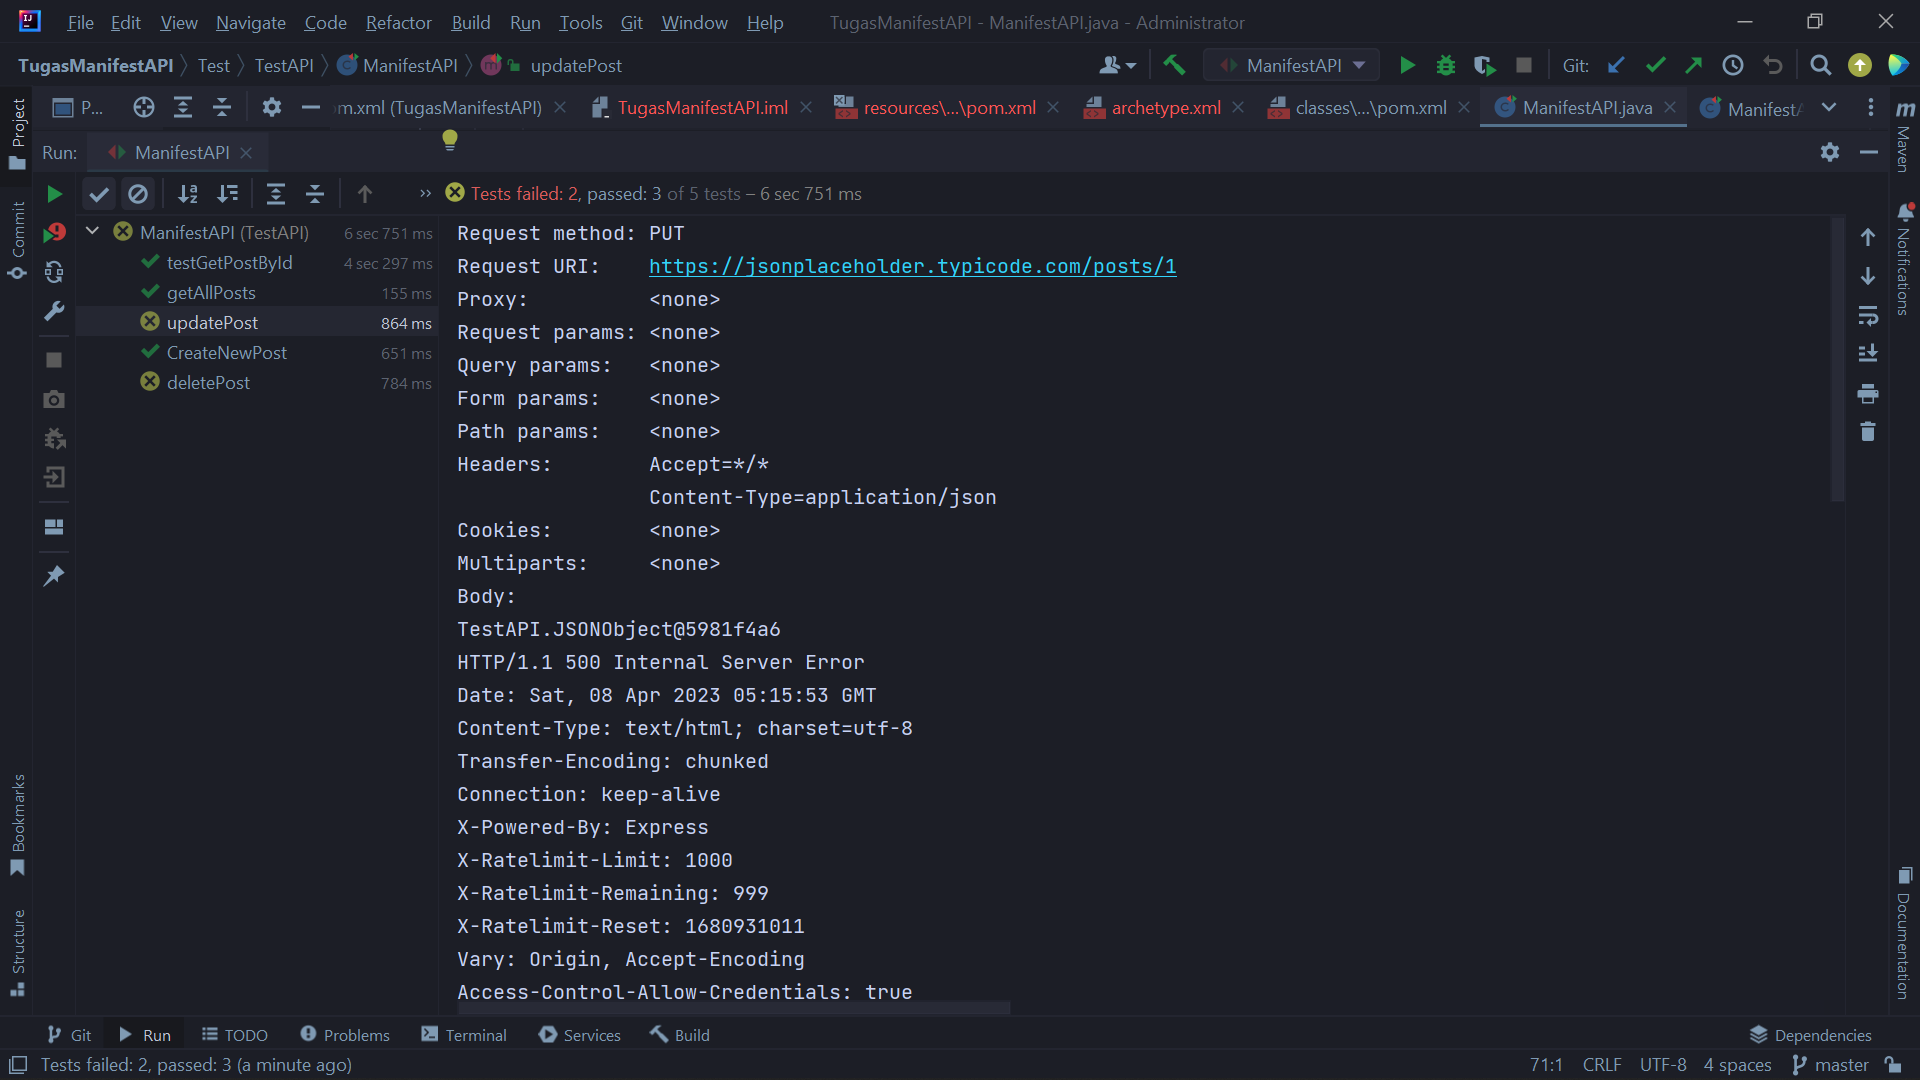 File Edit View Navigate Code Refactor Build Run Tools Git Window Help TugasManifestAPI - ManifestAPI.java - Administrator
TugasManifestAPI Test TestAPI ManifestAPI updatePost ManifestAPI Git:
P... m.xml (TugasManifestAPI) TugasManifestAPI.iml resources\...\pom.xml archetype.xml classes\...\pom.xml ManifestAPI.java
Run: ManifestAPI
Tests failed: 2, passed: 3 of 5 tests – 6 sec 751 ms
ManifestAPI (TestAPI) 6 sec 751 ms
testGetPostById 4 sec 297 ms
getAllPosts 155 ms
updatePost 864 ms
CreateNewPost 651 ms
deletePost 784 ms
Request method: PUT
Request URI: https://jsonplaceholder.typicode.com/posts/1
Proxy: <none>
Request params: <none>
Query params: <none>
Form params: <none>
Path params: <none>
Headers: Accept=*/*
Content-Type=application/json
Cookies: <none>
Multiparts: <none>
Body:
TestAPI.JSONObject@5981f4a6
HTTP/1.1 500 Internal Server Error
Date: Sat, 08 Apr 2023 05:15:53 GMT
Content-Type: text/html; charset=utf-8
Transfer-Encoding: chunked
Connection: keep-alive
X-Powered-By: Express
X-Ratelimit-Limit: 1000
X-Ratelimit-Remaining: 999
X-Ratelimit-Reset: 1680931011
Vary: Origin, Accept-Encoding
Access-Control-Allow-Credentials: true
Project
Commit
Bookmarks
Structure
m Maven
Notifications
Documentation
Git Run TODO Problems Terminal Services Build Dependencies
Tests failed: 2, passed: 3 (a minute ago) 71:1 CRLF UTF-8 4 spaces master